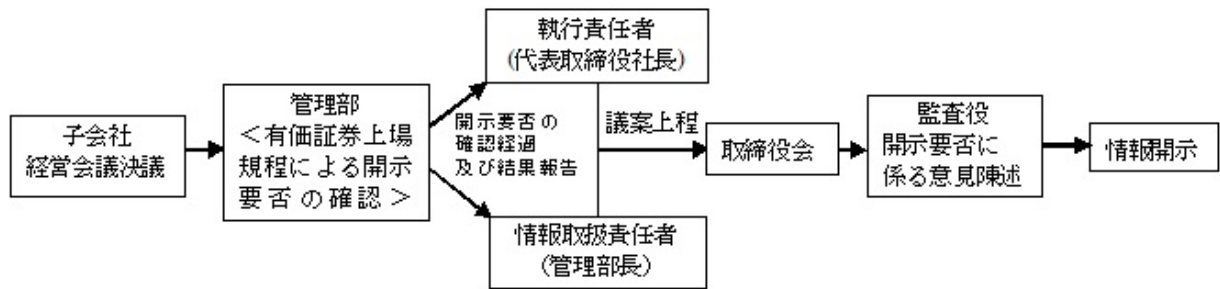 子会社
経営会議決議
管理部
＜有価証券上場
規程による開示
要否の確認＞
執行責任者
(代表取締役社長)
開示要否の
確認経過
及び結果報告
情報取扱責任者
(管理部長)
議案上程
取締役会
監査役
開示要否に
係る意見陳述
情報開示